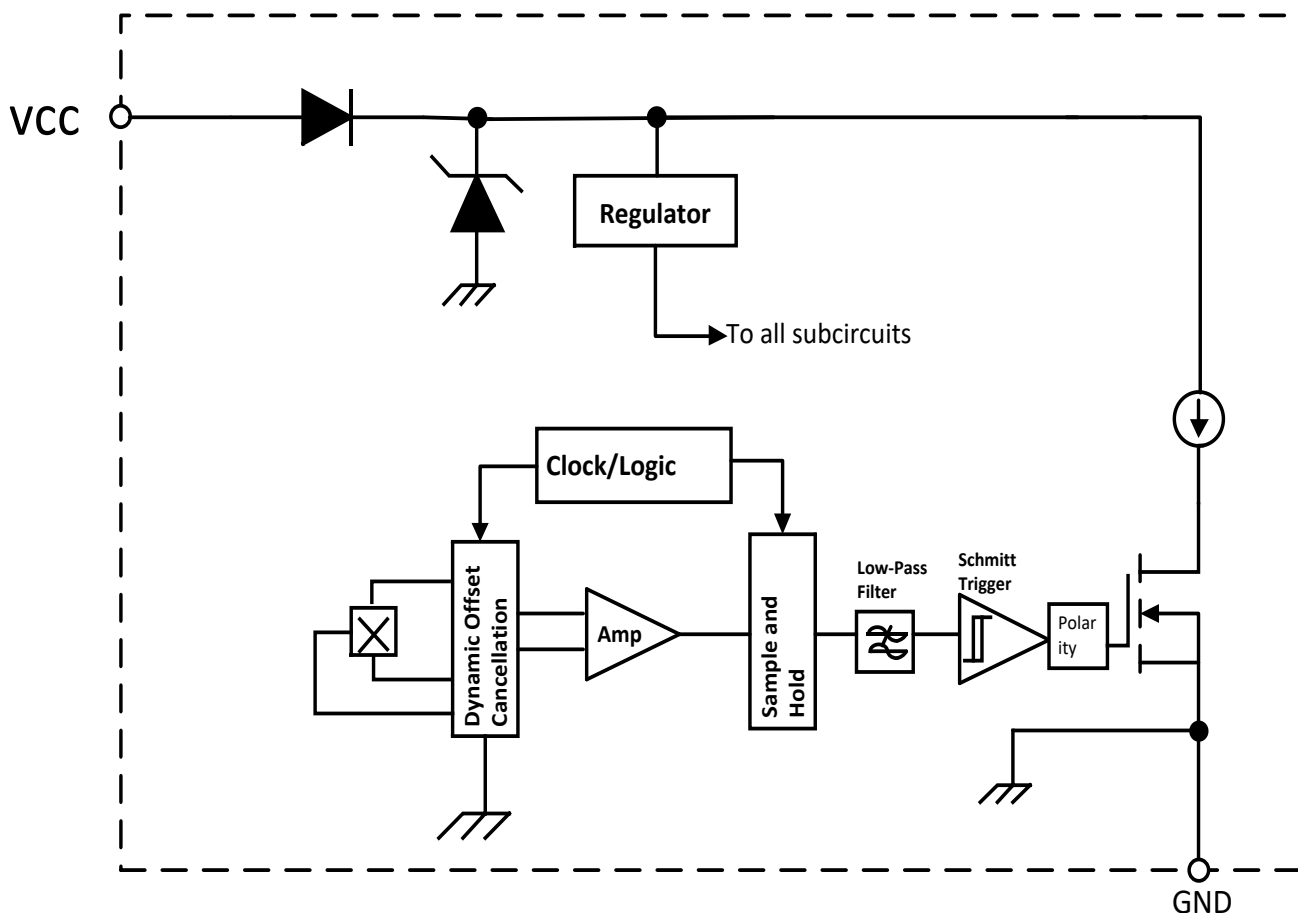 VCC
Regulator
To all subcircuits
Clock/Logic
Dynamic Offset
Cancellation
Amp
Sample and
Hold
Low-Pass
Filter
Schmitt
Trigger
Polar
ity
GND